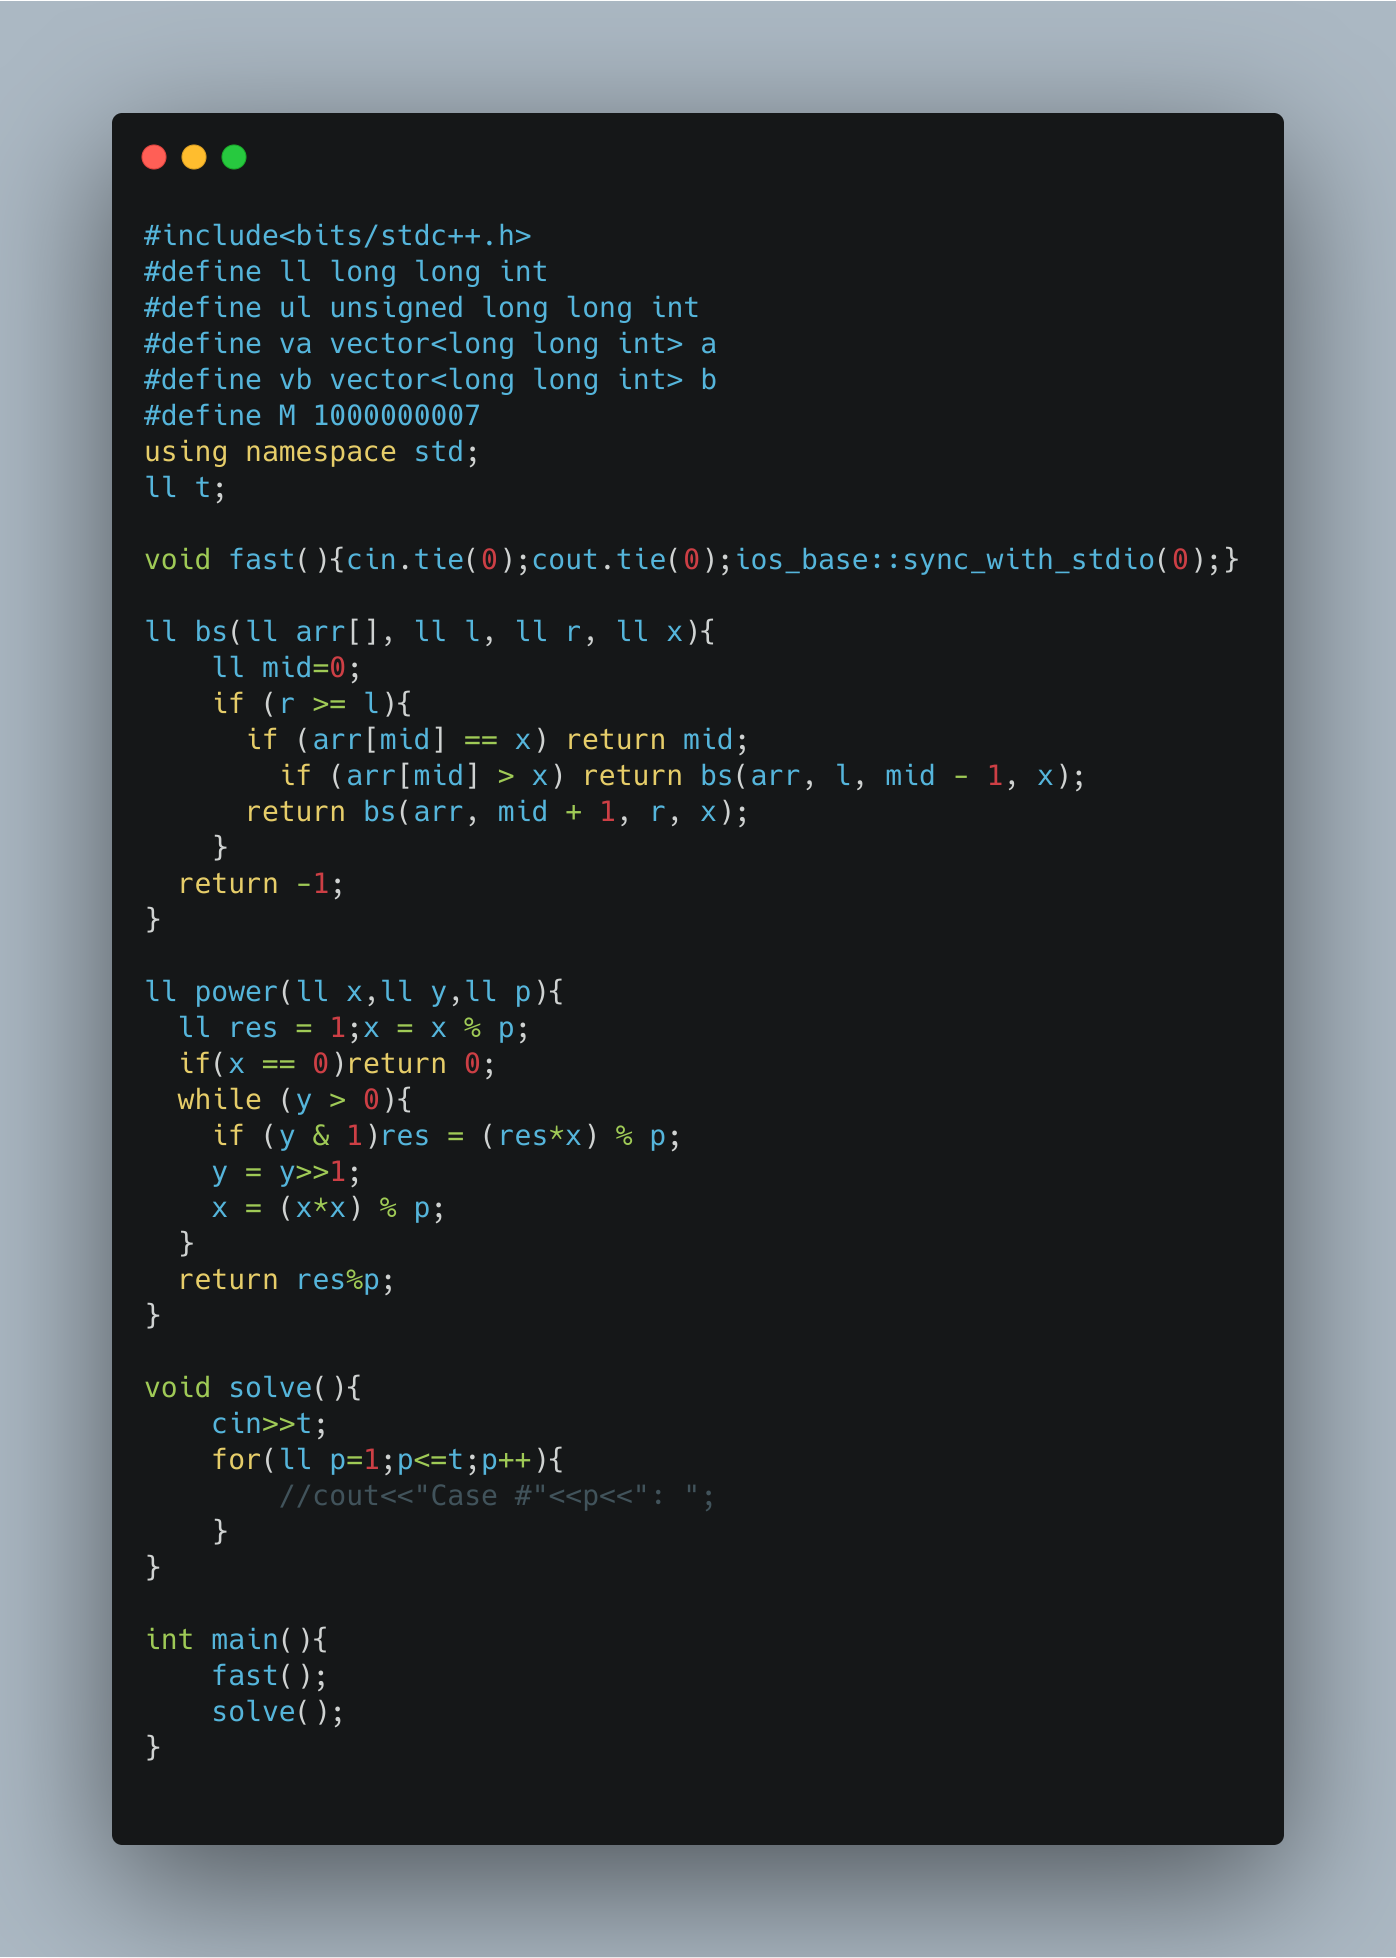 #include<bits/stdc++.h>
#define ll long long int
#define ul unsigned long long int
#define va vector<long long int> a
#define vb vector<long long int> b
#define M 1000000007
using namespace std;
ll t;

void fast(){cin.tie(0);cout.tie(0);ios_base::sync_with_stdio(0);}

ll bs(ll arr[], ll l, ll r, ll x){
    ll mid=0;
    if (r >= l){
      if (arr[mid] == x) return mid;
        if (arr[mid] > x) return bs(arr, l, mid - 1, x);
      return bs(arr, mid + 1, r, x);
    }
  return -1;
}

ll power(ll x,ll y,ll p){
  ll res = 1;x = x % p;
  if(x == 0)return 0;
  while (y > 0){
    if (y & 1)res = (res*x) % p;
    y = y>>1;
    x = (x*x) % p;
  }
  return res%p;
}

void solve(){
    cin>>t;
    for(ll p=1;p<=t;p++){
        //cout<<"Case #"<<p<<": ";
    }
}

int main(){
    fast();
    solve();
}